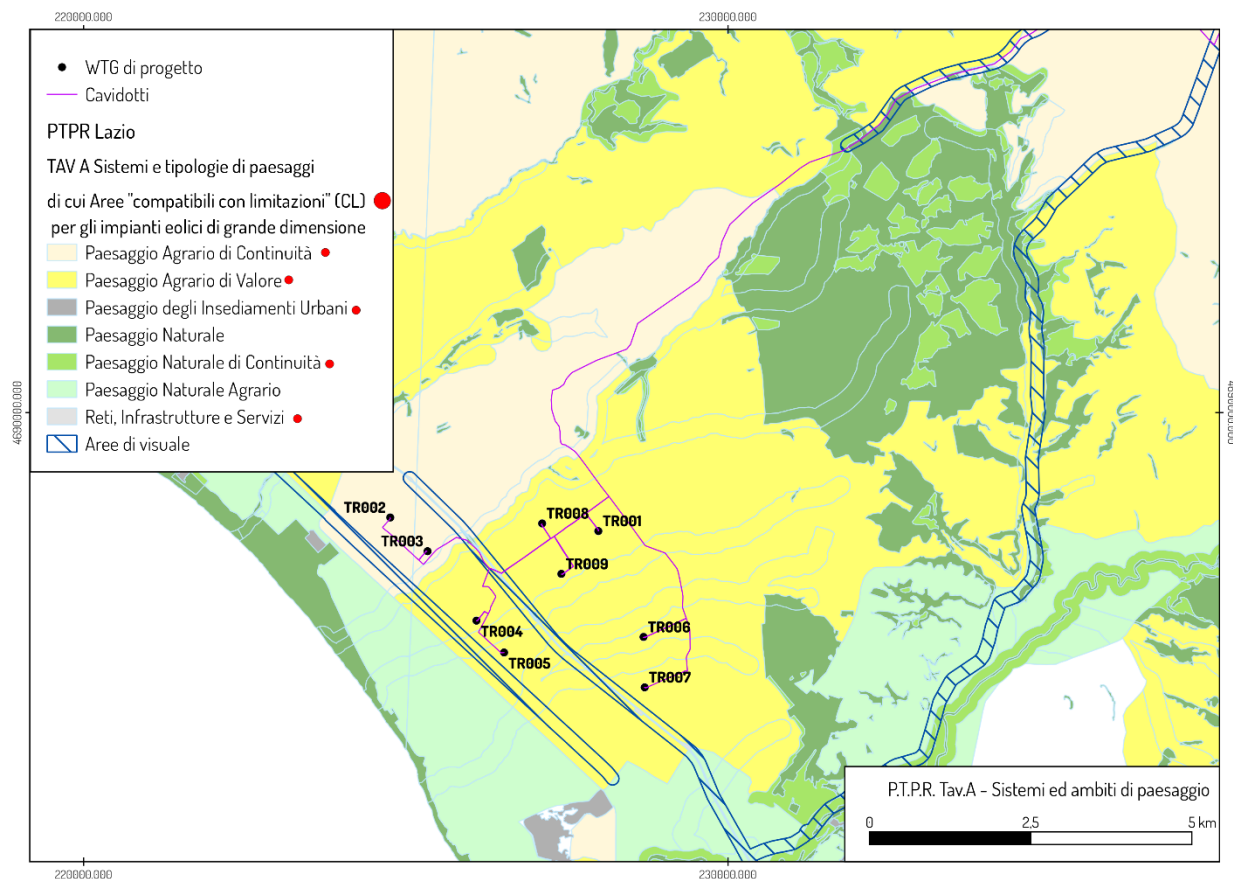 220000.000
230000.000
WTG di progetto
Cavidotti
PTPR Lazio
TAV A Sistemi e tipologie di paesaggi
di cui Aree "compatibili con limitazioni" (CL)
per gli impianti eolici di grande dimensione
Paesaggio Agrario di Continuità
Paesaggio Agrario di Valore
Paesaggio degli Insediamenti Urbani
Paesaggio Naturale
Paesaggio Naturale di Continuità
Paesaggio Naturale Agrario
Reti, Infrastrutture e Servizi
Aree di visuale
4690000.000
4690000.000
TR002
TR003
TR008
TR001
TR009
TR004
TR005
TR006
TR007
P.T.P.R. Tav.A - Sistemi ed ambiti di paesaggio
0 2,5 5 km
220000.000
230000.000